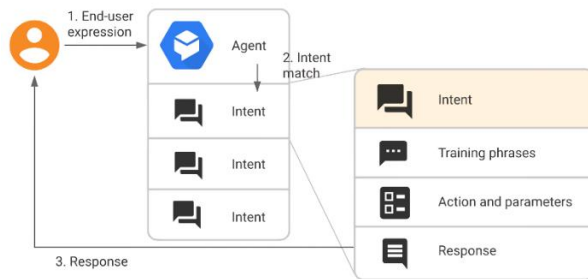 1. End-user
expression
Agent
2. Intent
match
Intent
Intent
Intent
Intent
Training phrases
Action and parameters
Response
3. Response